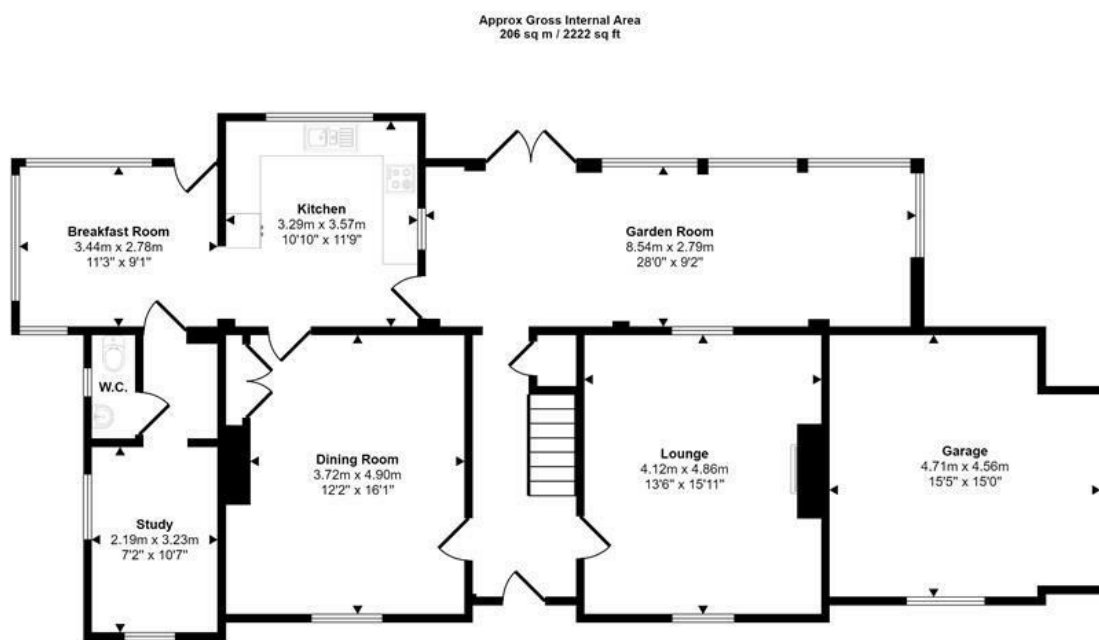 Approx Gross Internal Area
206 sq m / 2222 sq ft
Kitchen
3.29m x 3.57m
10'10" x 11'9"
Breakfast Room
3.44m x 2.78m
11'3" x 9'1"
Garden Room
8.54m x 2.79m
28'0" x 9'2"
W.C.
Dining Room
3.72m x 4.90m
12'2" x 16'1"
Lounge
4.12m x 4.86m
13'6" x 15'11"
Garage
4.71m x 4.56m
15'5" x 15'0"
Study
2.19m x 3.23m
7'2" x 10'7"